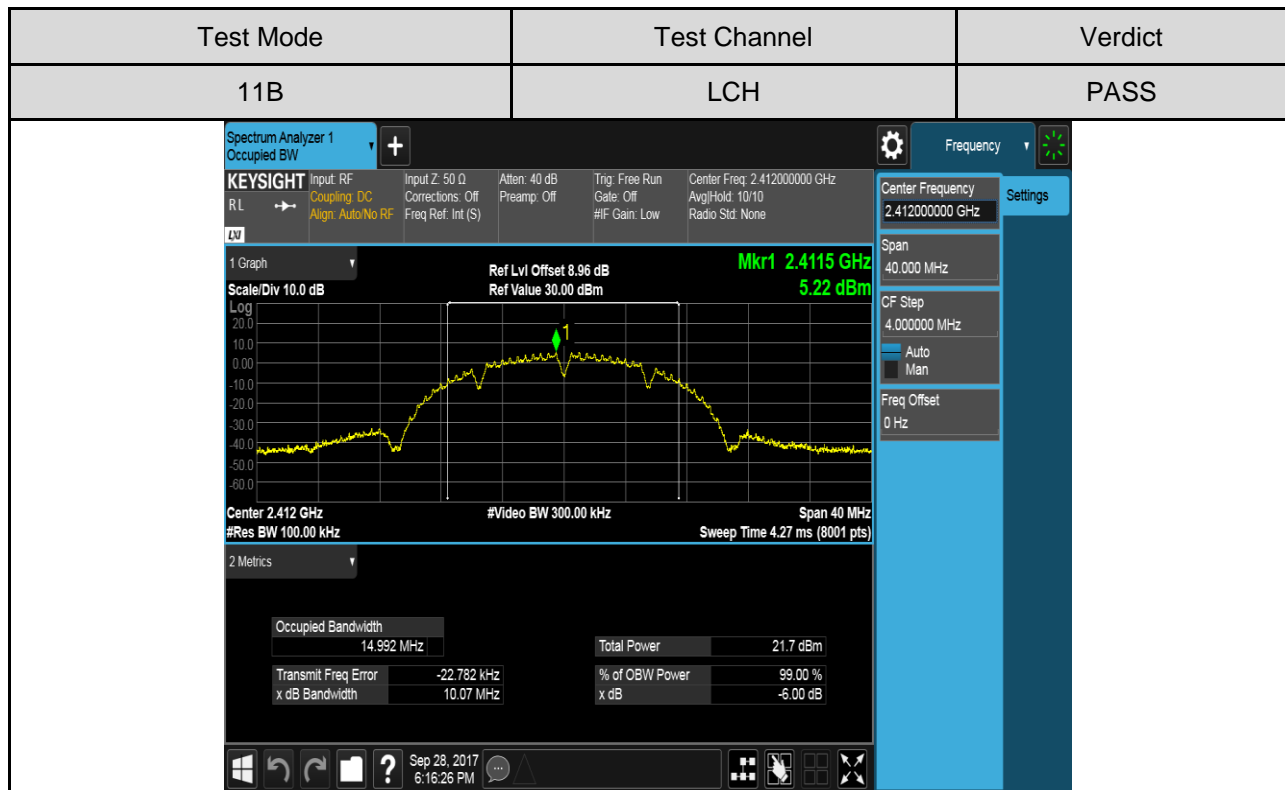 Test Mode Test Channel Verdict
11B LCH PASS
Spectrum Analyzer 1
Occupied BW
+
Frequency
KEYSIGHT
RL
LXI
Input: RF
Coupling: DC
Align: Auto/No RF
Input Z: 50 Ω
Corrections: Off
Freq Ref: Int (S)
Atten: 40 dB
Preamp: Off
Trig: Free Run
Gate: Off
#IF Gain: Low
Center Freq: 2.412000000 GHz
Avg|Hold: 10/10
Radio Std: None
Center Frequency
2.412000000 GHz
Settings
Span
40.000 MHz
CF Step
4.000000 MHz
Auto
Man
Freq Offset
0 Hz
1 Graph
Scale/Div 10.0 dB
Ref Lvl Offset 8.96 dB
Ref Value 30.00 dBm
Mkr1 2.4115 GHz
5.22 dBm
Log
20.0
10.0
0.00
-10.0
-20.0
-30.0
-40.0
-50.0
-60.0
1
Center 2.412 GHz #Video BW 300.00 kHz Span 40 MHz
#Res BW 100.00 kHz Sweep Time 4.27 ms (8001 pts)
2 Metrics
Occupied Bandwidth
14.992 MHz
Total Power 21.7 dBm
Transmit Freq Error -22.782 kHz
% of OBW Power 99.00 %
x dB Bandwidth 10.07 MHz
x dB -6.00 dB
?
Sep 28, 2017
6:16:26 PM